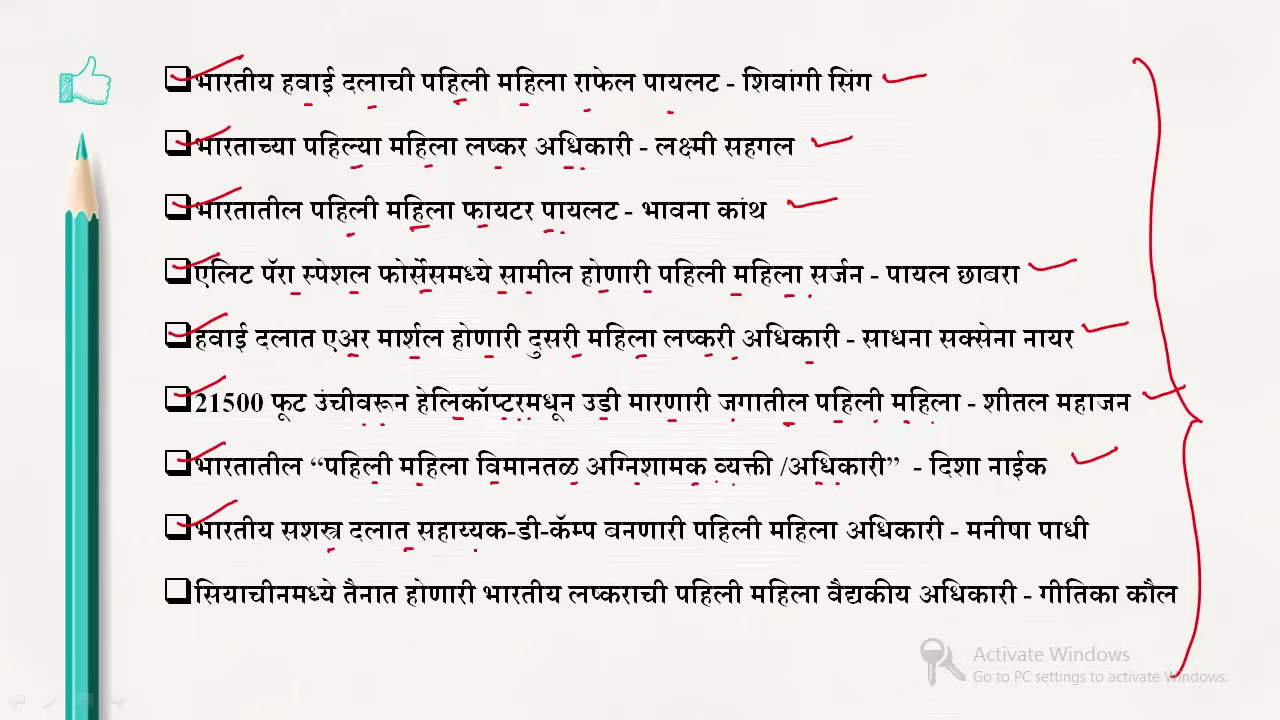 भारतीय हवाई दलाची पहिली महिला राफेल पायलट - शिवांगी सिंग
भारताच्या पहिल्या महिला लष्कर अधिकारी - लक्ष्मी सहगल
भारतातील पहिली महिला फायटर पायलट - भावना कांथ
एलिट पॅरा स्पेशल फोर्सेसमध्ये सामील होणारी पहिली महिला सर्जन - पायल छाबरा
हवाई दलात एअर मार्शल होणारी दुसरी महिला लष्करी अधिकारी - साधना सक्सेना नायर
21500 फूट उंचीवरून हेलिकॉप्टरमधून उडी मारणारी जगातील पहिली महिला - शीतल महाजन
भारतातील “पहिली महिला विमानतळ अग्निशामक व्यक्ती /अधिकारी” - दिशा नाईक
भारतीय सशस्त्र दलात सहाय्यक-डी-कॅम्प बनणारी पहिली महिला अधिकारी - मनीषा पाधी
सियाचीनमध्ये तैनात होणारी भारतीय लष्कराची पहिली महिला वैद्यकीय अधिकारी - गीतिका कौल
Activate Windows
Go to PC settings to activate Windows.